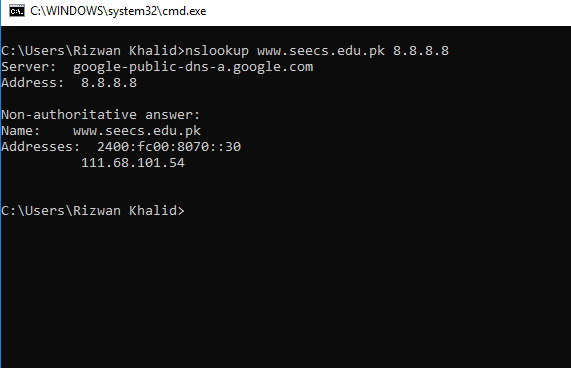 C:\WINDOWS\system32\cmd.exe
C:\Users\Rizwan Khalid>nslookup www.seecs.edu.pk 8.8.8.8
Server:  google-public-dns-a.google.com
Address:  8.8.8.8
Non-authoritative answer:
Name:    www.seecs.edu.pk
Addresses:  2400:fc00:8070::30
          111.68.101.54
C:\Users\Rizwan Khalid>